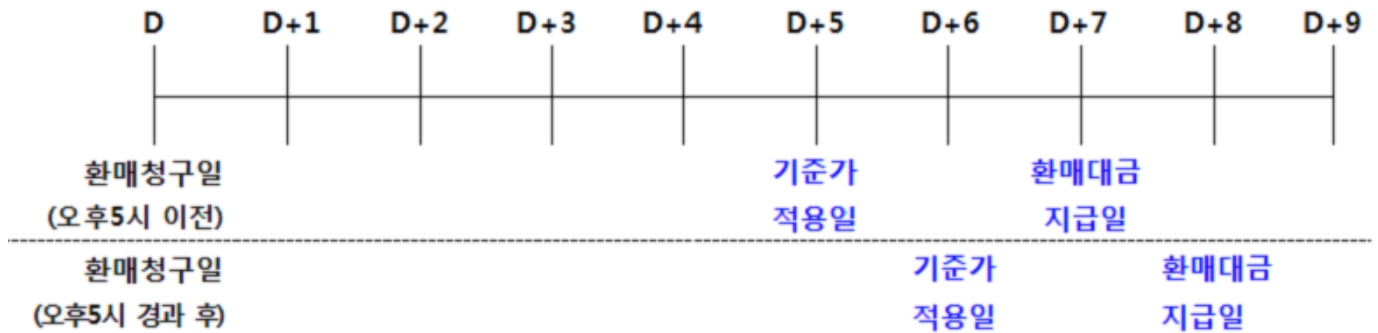 D D+1 D+2 D+3 D+4 D+5 D+6 D+7 D+8 D+9
환매청구일 기준가 환매대금
(오후5시 이전) 적용일 지급일
환매청구일 기준가 환매대금
(오후5시 경과 후) 적용일 지급일